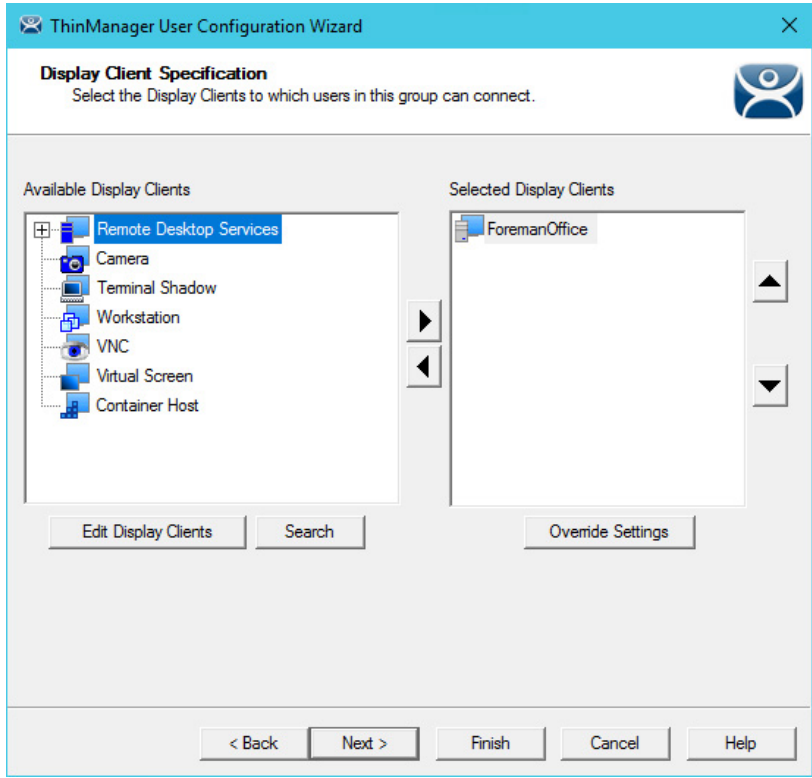 ThinManager User Configuration Wizard
Display Client Specification
Select the Display Clients to which users in this group can connect.
Available Display Clients
Selected Display Clients
Remote Desktop Services
Camera
Terminal Shadow
Workstation
VNC
Virtual Screen
Container Host
ForemanOffice
Edit Display Clients
Search
Override Settings
< Back
Next >
Finish
Cancel
Help